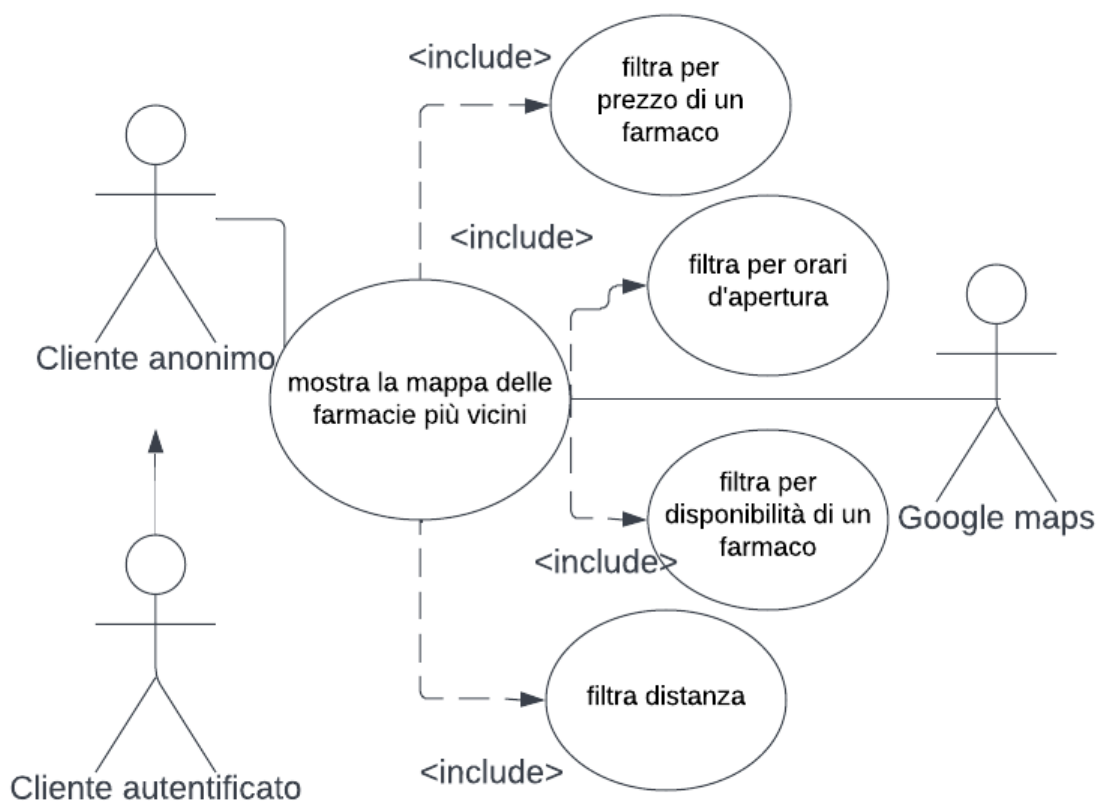 <include>
filtra per
prezzo di un
farmaco
<include>
filtra per orari
d'apertura
Cliente anonimo
mostra la mappa delle
farmacie più vicini
filtra per
disponibilità di un
farmaco
Google maps
<include>
filtra distanza
<include>
Cliente autentificato